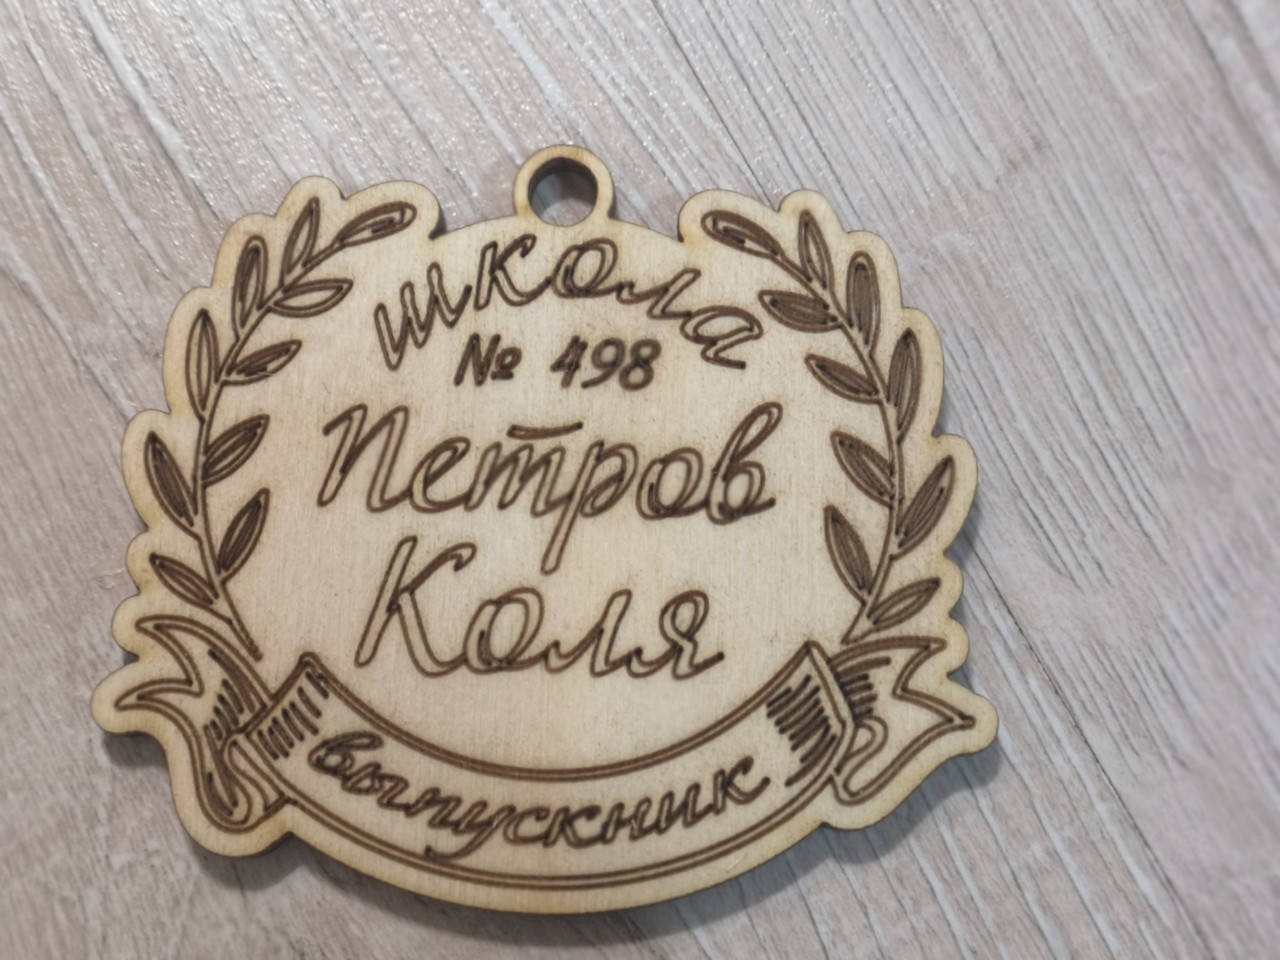 школа
№ 498
Петров
Коля
выпускник